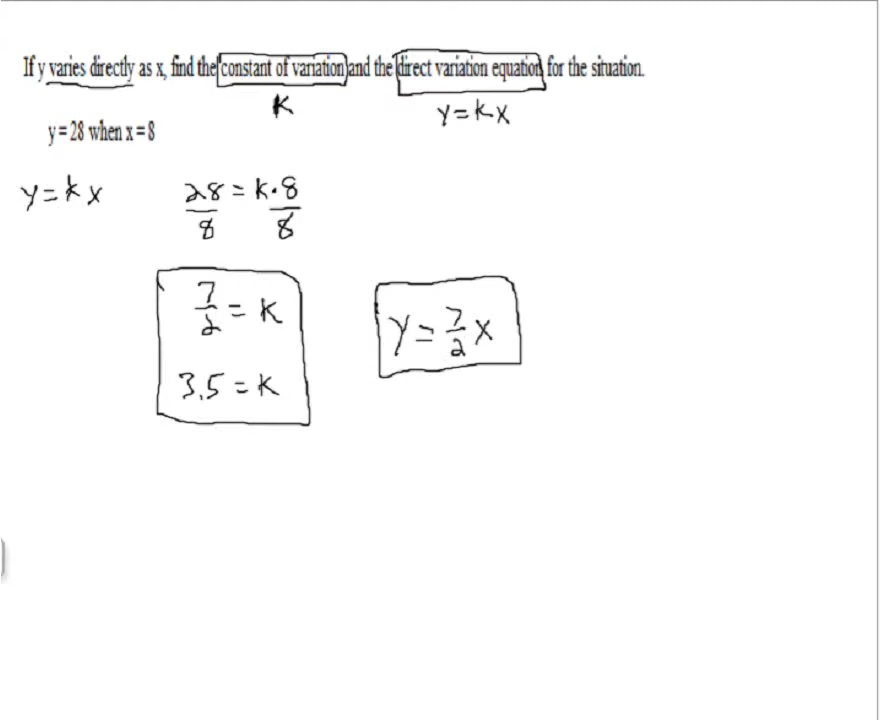 If y varies directly as x, find the constant of variation and the direct variation equation for the situation.
K
y=kx
y = 28 when x = 8
y=kx
28 = k·8
8 8
7/2 = k
3.5 = k
y = 7/2 x